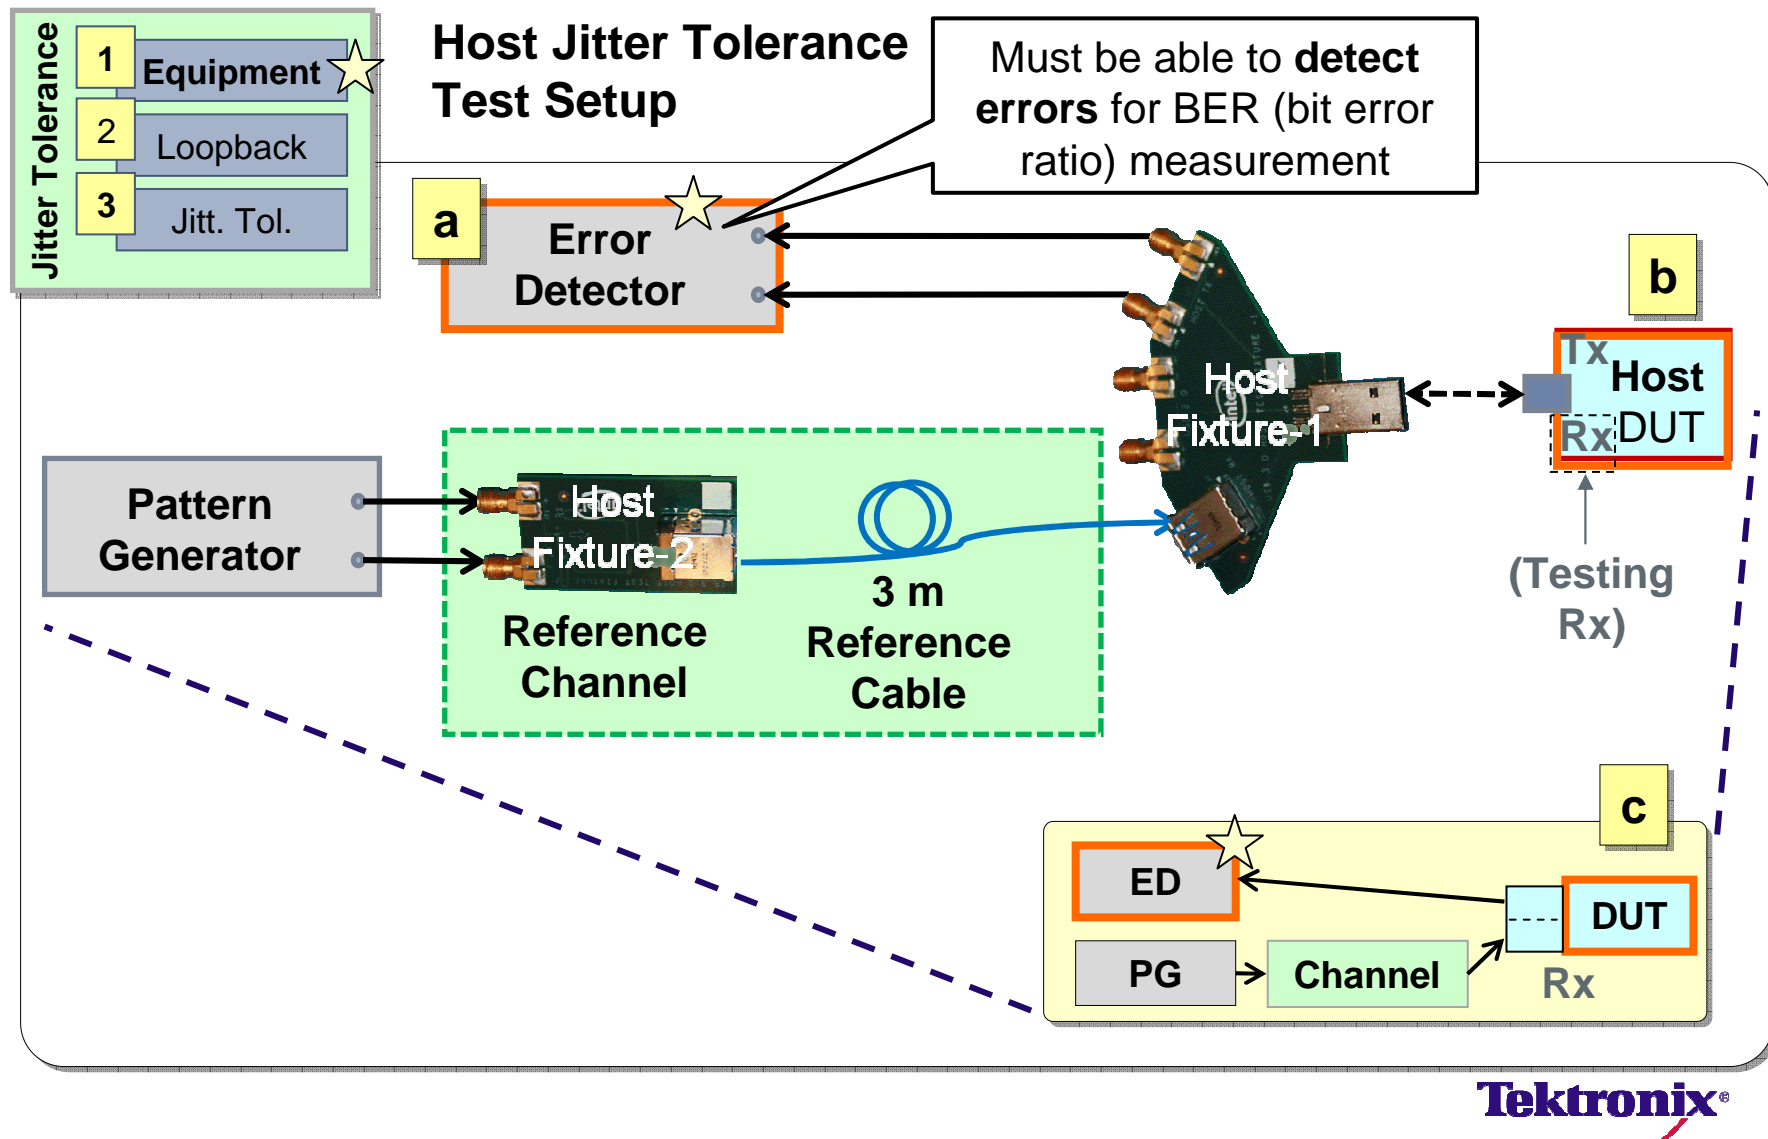 Jitter Tolerance
1
Equipment
2
Loopback
3
Jitt. Tol.
Host Jitter Tolerance
Test Setup
Must be able to detect
errors for BER (bit error
ratio) measurement
a
Error
Detector
b
Tx
Host
DUT
Rx
(Testing
Rx)
Host
Fixture-1
Pattern
Generator
Host
Fixture-2
Reference
Channel
3 m
Reference
Cable
c
ED
PG
Channel
DUT
Rx
Tektronix®